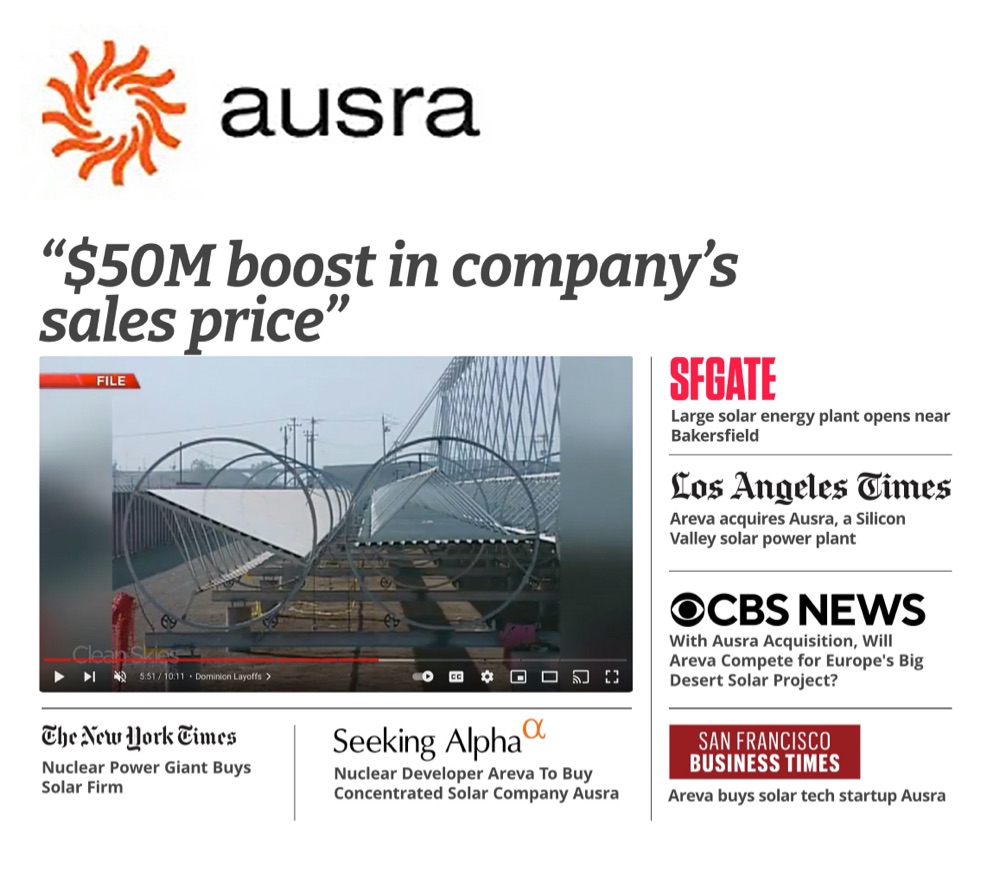 ausra
“$50M boost in company’s
sales price”
FILE
Clean Skies
5:51 / 10:11 • Dominion Layoffs >
CC
SFGATE
Large solar energy plant opens near
Bakersfield
Los Angeles Times
Areva acquires Ausra, a Silicon
Valley solar power plant
CBS NEWS
With Ausra Acquisition, Will
Areva Compete for Europe's Big
Desert Solar Project?
The New York Times
Nuclear Power Giant Buys
Solar Firm
Seeking Alpha α
Nuclear Developer Areva To Buy
Concentrated Solar Company Ausra
SAN FRANCISCO
BUSINESS TIMES
Areva buys solar tech startup Ausra